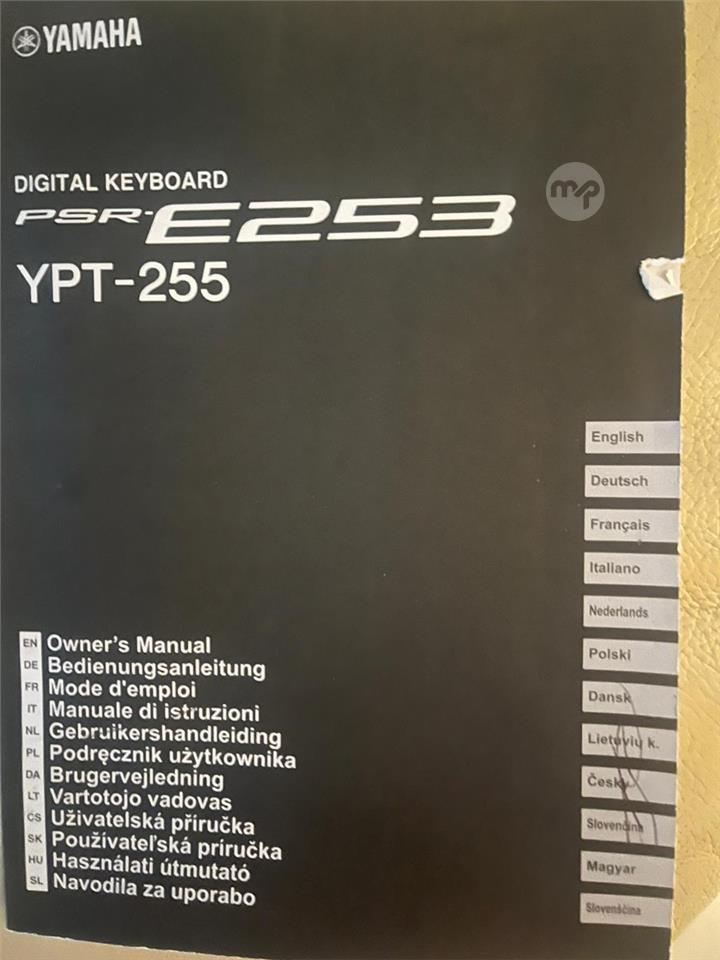 YAMAHA
mp
DIGITAL KEYBOARD
PSR-E253
YPT-255
English
Deutsch
Français
Italiano
Nederlands
Polski
Dansk
Lietuvių k.
Česky
Slovenčina
Magyar
Slovenščina
EN Owner's Manual
DE Bedienungsanleitung
FR Mode d'emploi
IT Manuale di istruzioni
NL Gebruikershandleiding
PL Podręcznik użytkownika
DA Brugervejledning
LT Vartotojo vadovas
CS Uživatelská příručka
SK Používateľská príručka
HU Használati útmutató
SL Navodila za uporabo